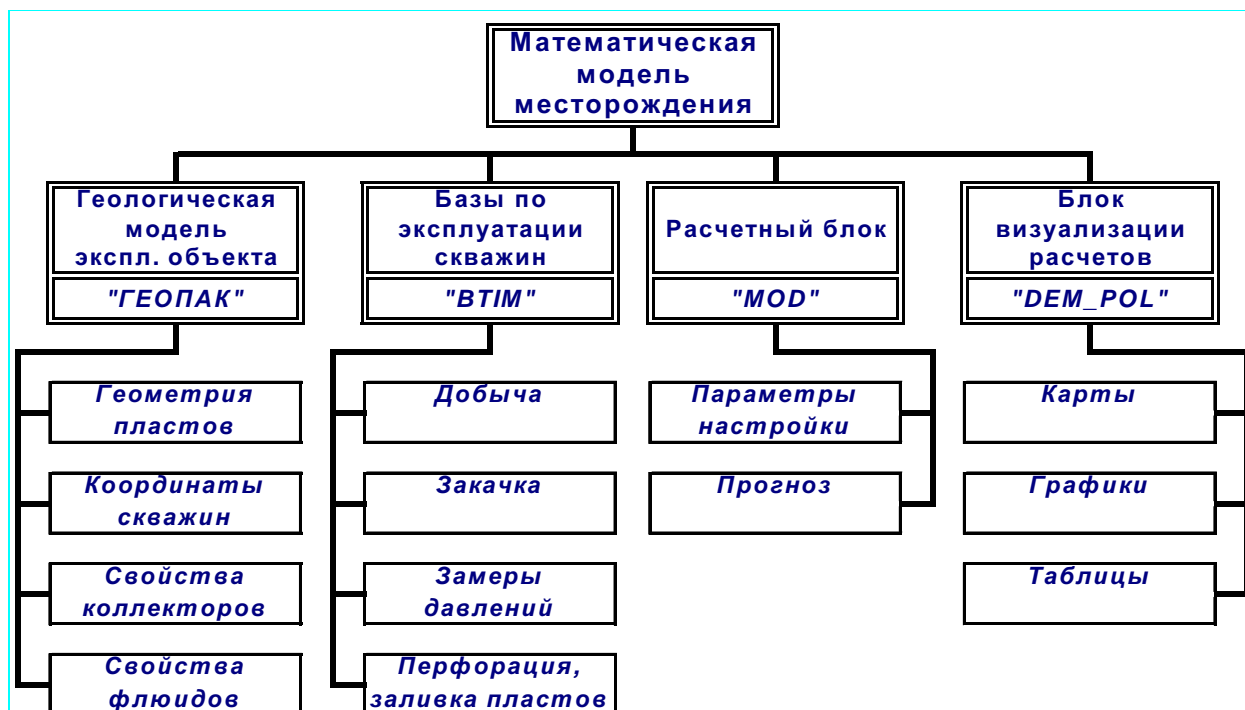 Математическая
модель
месторождения
Геологическая
модель
экспл. объекта
"ГЕОПАК"
Базы по
эксплуатации
скважин
"BTIM"
Расчетный блок
"MOD"
Блок
визуализации
расчетов
"DEM_POL"
Геометрия
пластов
Координаты
скважин
Свойства
коллекторов
Свойства
флюидов
Добыча
Закачка
Замеры
давлений
Перфорация,
заливка пластов
Параметры
настройки
Прогноз
Карты
Графики
Таблицы